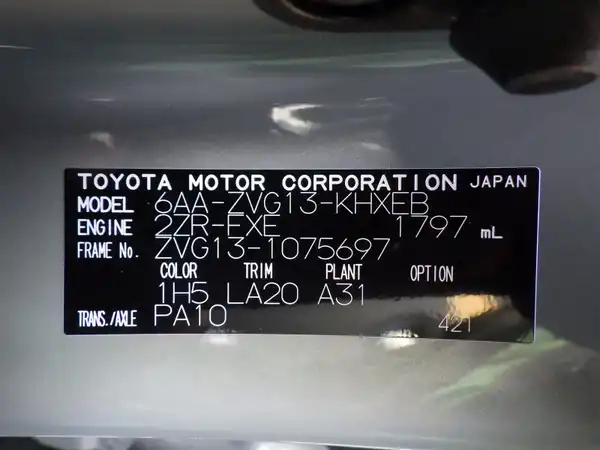 TOYOTA MOTOR CORPORATION JAPAN
MODEL 6AA-ZVG13-KHXEB
ENGINE 2ZR-FXE 1797 mL
FRAME No. ZVG13-1075697
COLOR TRIM PLANT OPTION
1H5 LA20 A31
TRANS./AXLE PA10 421